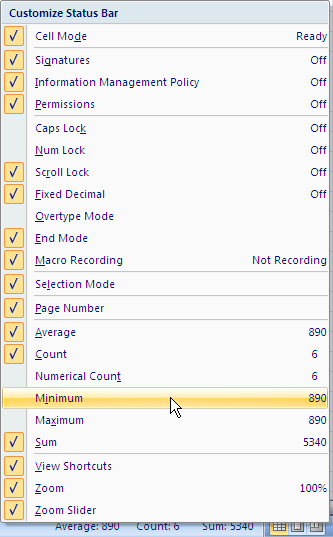 Customize Status Bar
Cell Mode Ready
Signatures Off
Information Management Policy Off
Permissions Off
Caps Lock Off
Num Lock Off
Scroll Lock Off
Fixed Decimal Off
Overtype Mode
End Mode
Macro Recording Not Recording
Selection Mode
Page Number
Average 890
Count 6
Numerical Count 6
Minimum 890
Maximum 890
Sum 5340
View Shortcuts
Zoom 100%
Zoom Slider
Average: 890 Count: 6 Sum: 5340